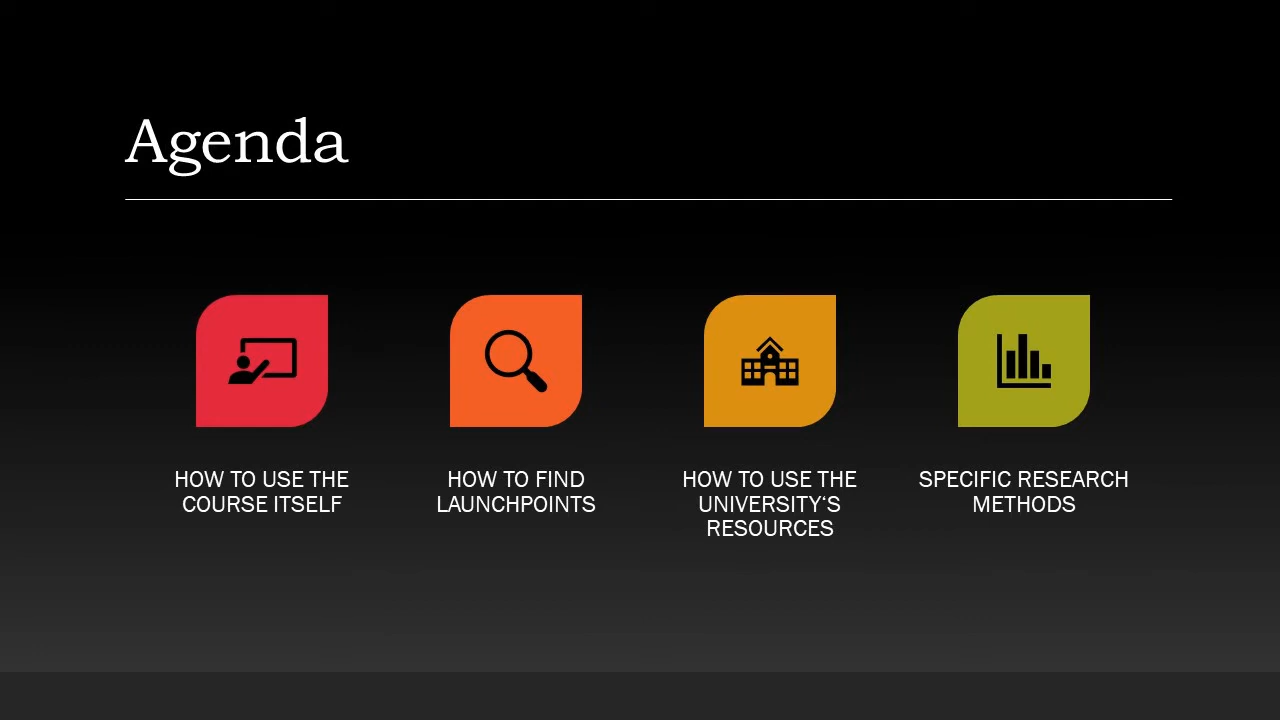 Agenda
HOW TO USE THE
COURSE ITSELF
HOW TO FIND
LAUNCHPOINTS
HOW TO USE THE
UNIVERSITY‘S
RESOURCES
SPECIFIC RESEARCH
METHODS